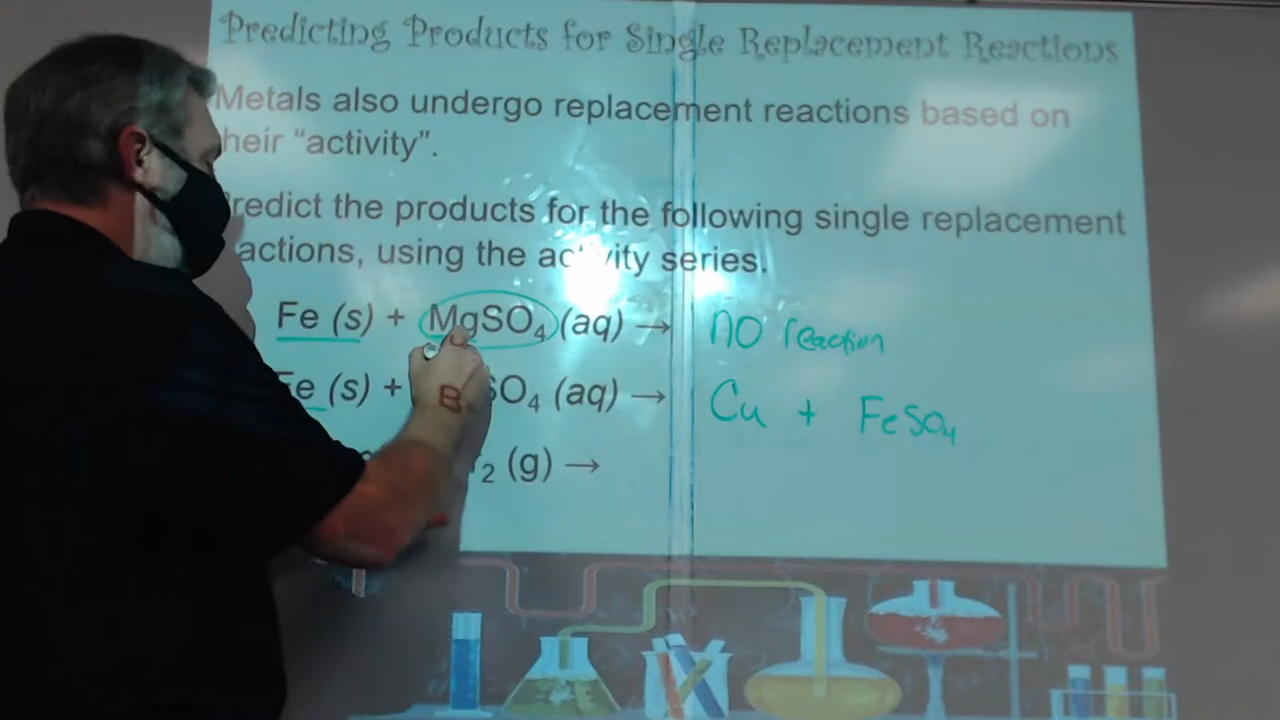 Predicting Products for Single Replacement Reactions
Metals also undergo replacement reactions based on
heir “activity”.
redict the products for the following single replacement
actions, using the ac ity series.
Fe (s) + MgSO₄ (aq) → no reaction
e (s) + SO₄ (aq) → Cu + FeSO₄
₂ (g) →